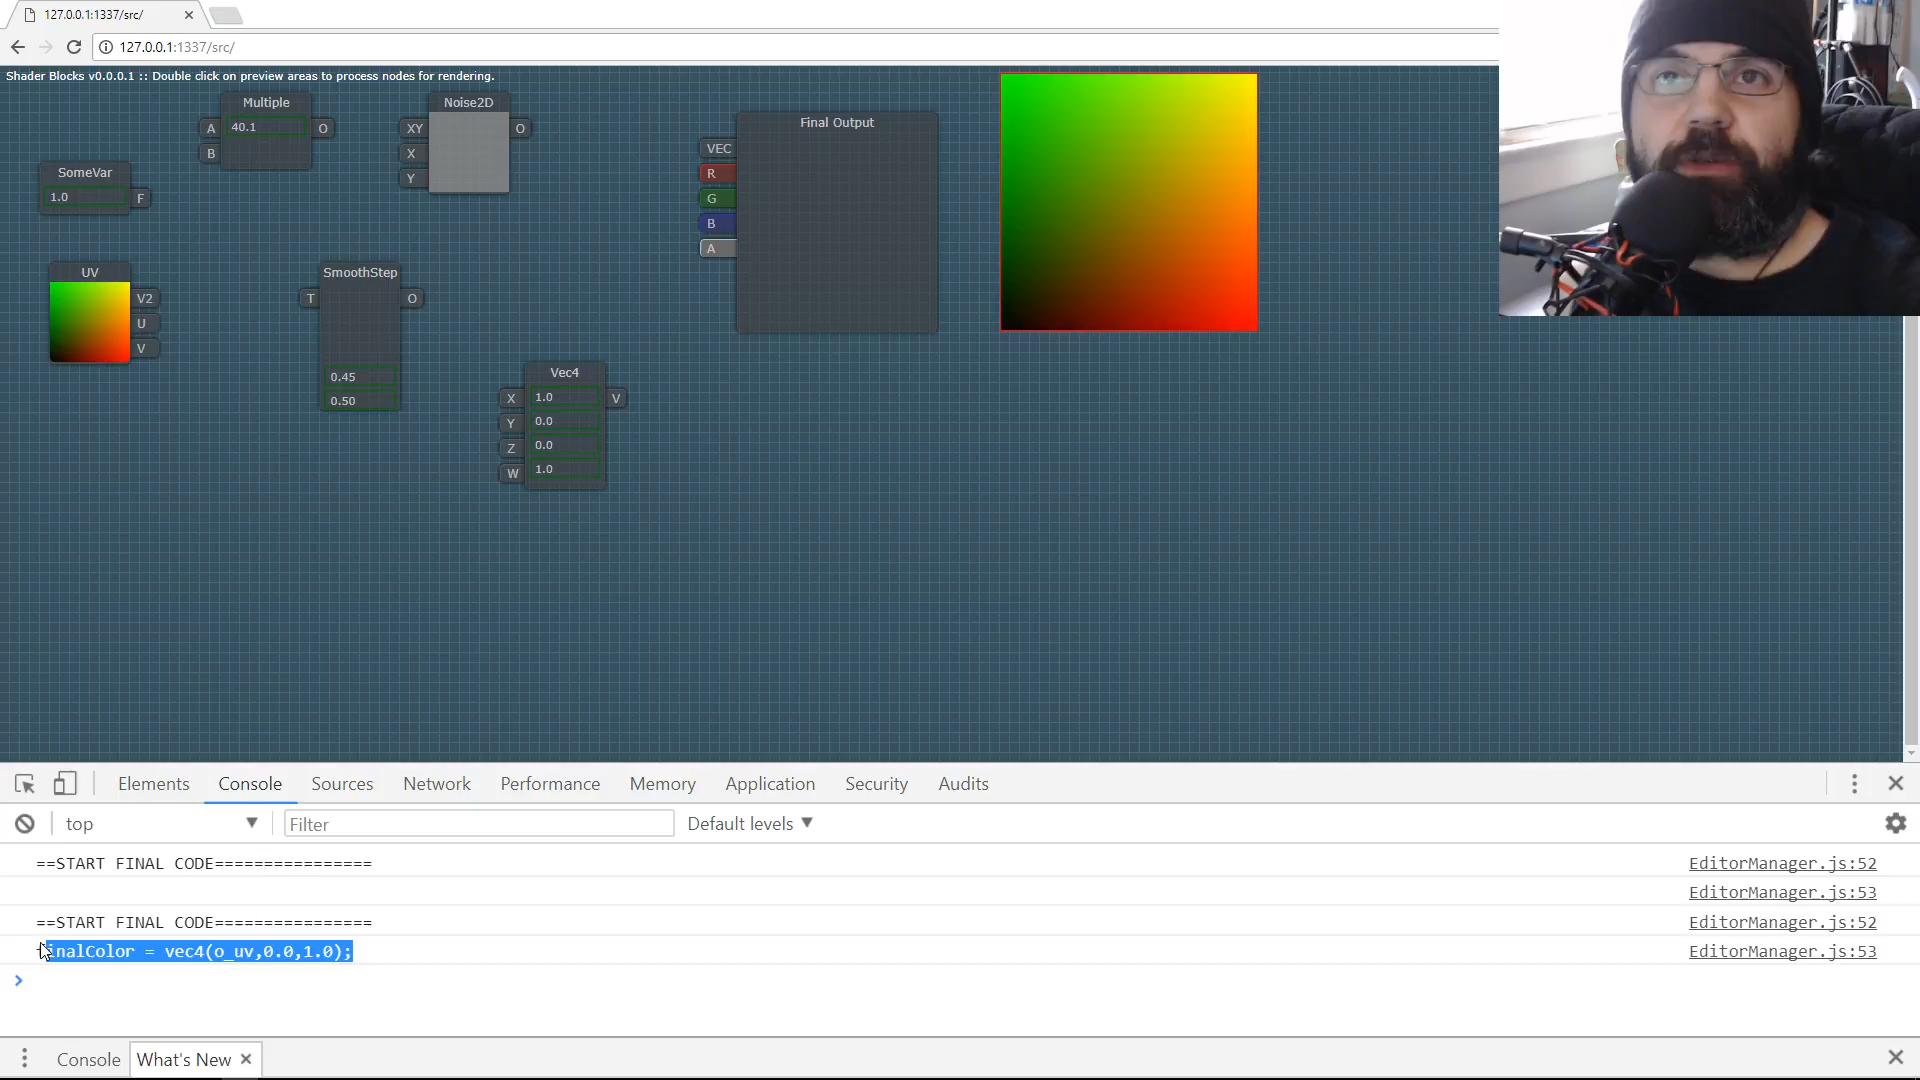 127.0.0.1:1337/src/
127.0.0.1:1337/src/
Shader Blocks v0.0.0.1 :: Double click on preview areas to process nodes for rendering.
Multiple
A 40.1 O
B
Noise2D
XY O
X
Y
Final Output
VEC
R
G
B
A
SomeVar
1.0 F
UV
V2
U
V
SmoothStep
T O
0.45
0.50
Vec4
X 1.0 V
Y 0.0
Z 0.0
W 1.0
Elements Console Sources Network Performance Memory Application Security Audits
top Filter Default levels
==START FINAL CODE================ EditorManager.js:52
EditorManager.js:53
==START FINAL CODE================ EditorManager.js:52
finalColor = vec4(o_uv,0.0,1.0); EditorManager.js:53
Console What's New